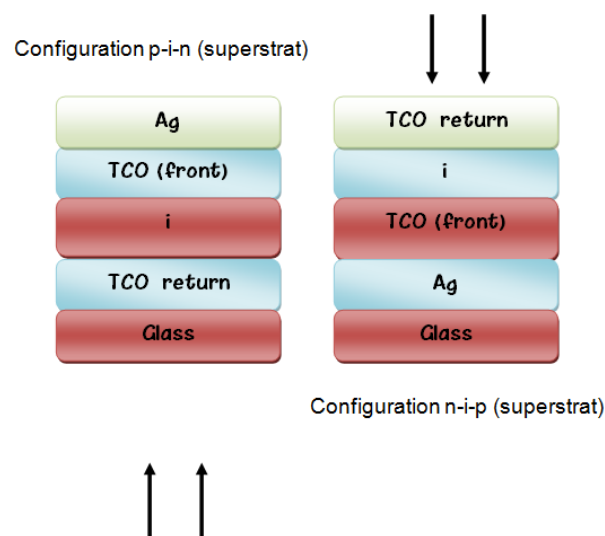 Configuration p-i-n (superstrat)
Ag
TCO (front)
i
TCO return
Glass
TCO return
i
TCO (front)
Ag
Glass
Configuration n-i-p (superstrat)